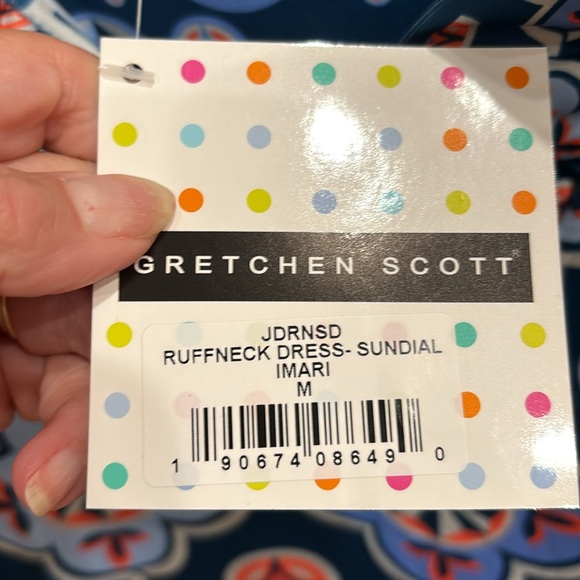 GRETCHEN SCOTT
JDRNSD
RUFFNECK DRESS- SUNDIAL
IMARI
M
1 90674 08649 0